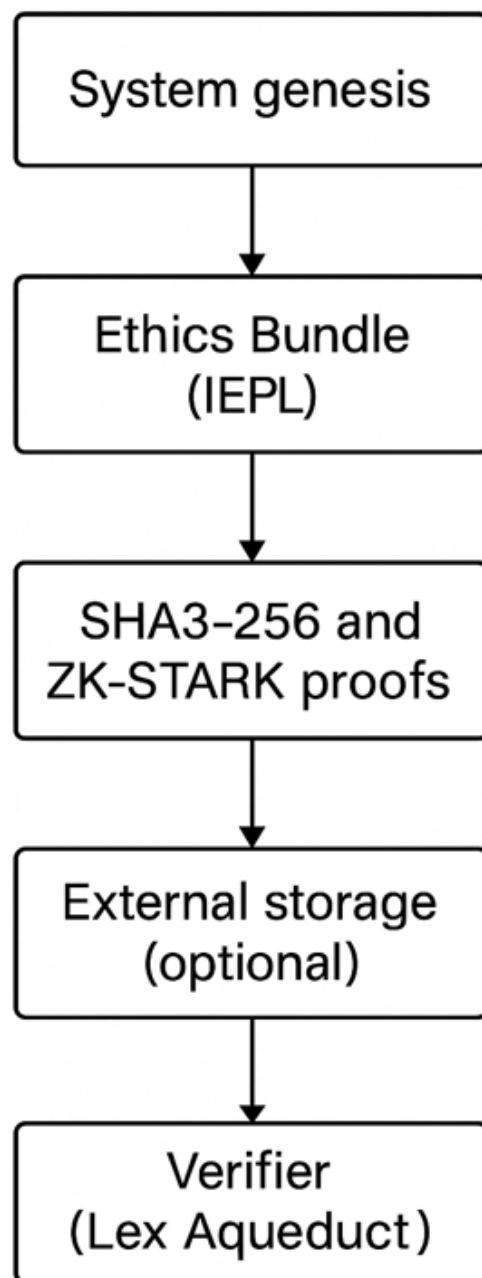 System genesis
Ethics Bundle
(IEPL)
SHA3-256 and
ZK-STARK proofs
External storage
(optional)
Verifier
(Lex Aqueduct)